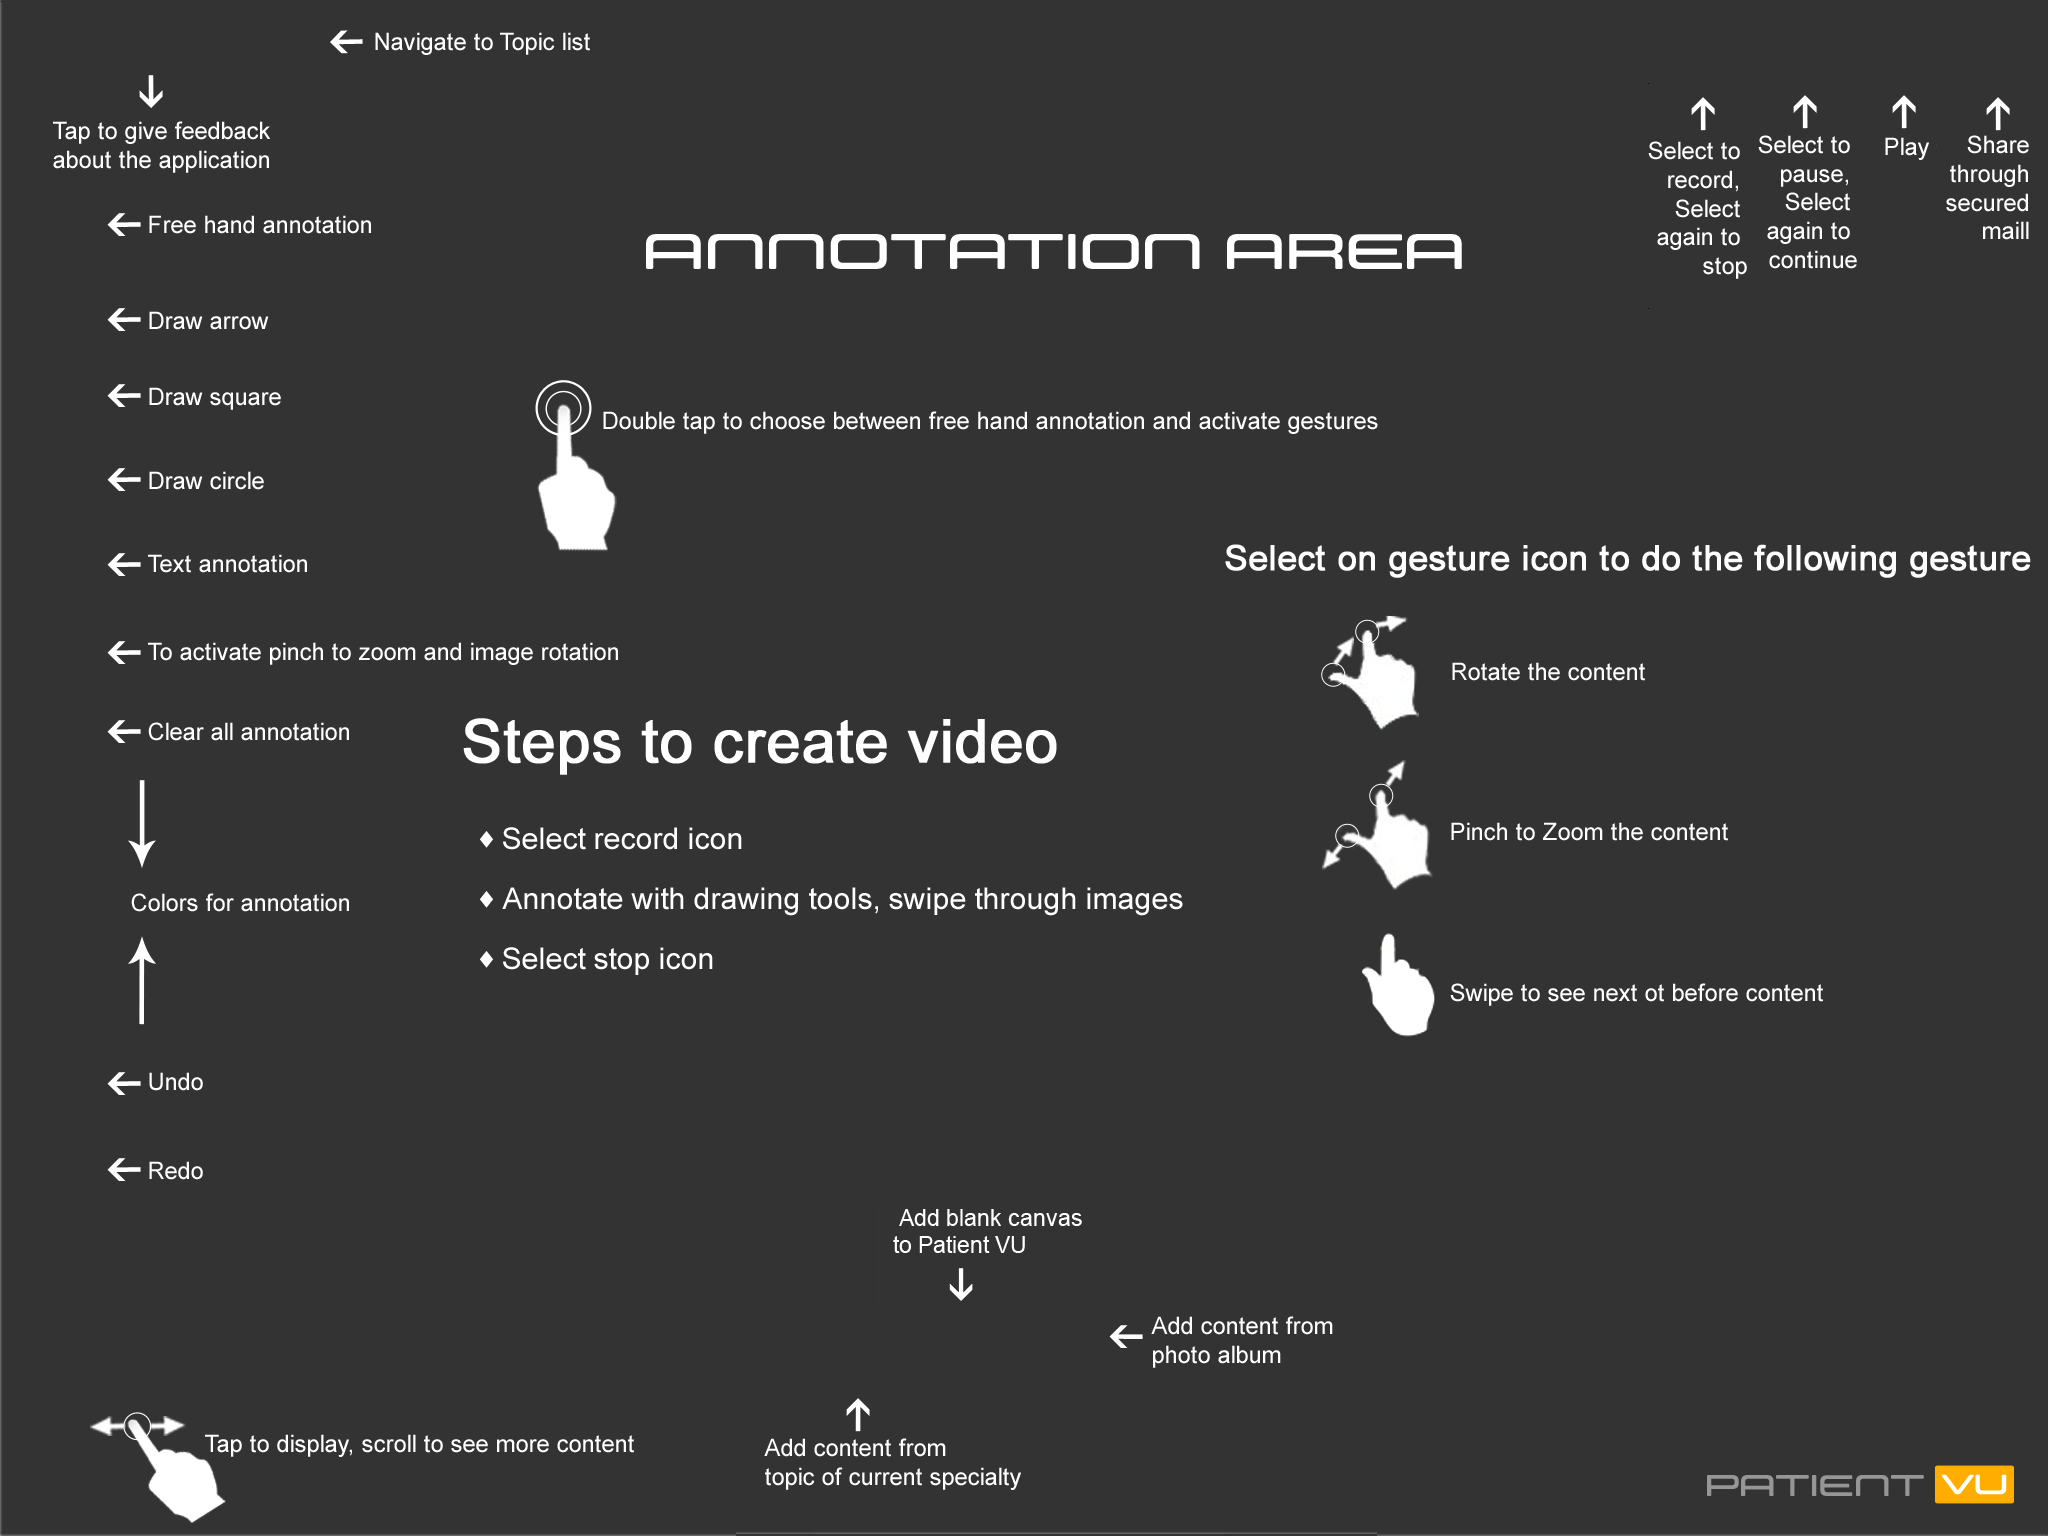 Navigate to Topic list
Tap to give feedback
about the application
Select to
record,
Select
again to
stop
Select to
pause,
Select
again to
continue
Play
Share
through
secured
maill
Free hand annotation
ANNOTATION AREA
Draw arrow
Draw square
Double tap to choose between free hand annotation and activate gestures
Draw circle
Text annotation
Select on gesture icon to do the following gesture
To activate pinch to zoom and image rotation
Rotate the content
Clear all annotation
Steps to create video
♦ Select record icon
♦ Annotate with drawing tools, swipe through images
♦ Select stop icon
Pinch to Zoom the content
Colors for annotation
Swipe to see next ot before content
Undo
Redo
Add blank canvas
to Patient VU
Add content from
photo album
Tap to display, scroll to see more content
Add content from
topic of current specialty
PATIENT VU